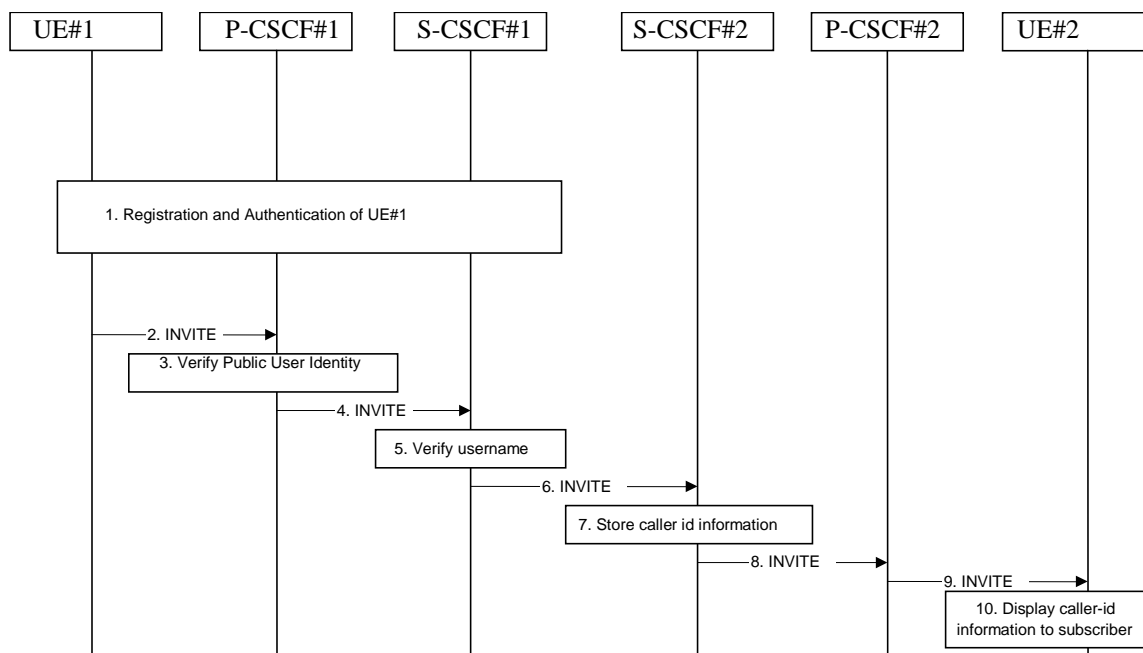 UE#1
P-CSCF#1
S-CSCF#1
S-CSCF#2
P-CSCF#2
UE#2
1. Registration and Authentication of UE#1
2. INVITE
3. Verify Public User Identity
4. INVITE
5. Verify username
6. INVITE
7. Store caller id information
8. INVITE
9. INVITE
10. Display caller-id
information to subscriber